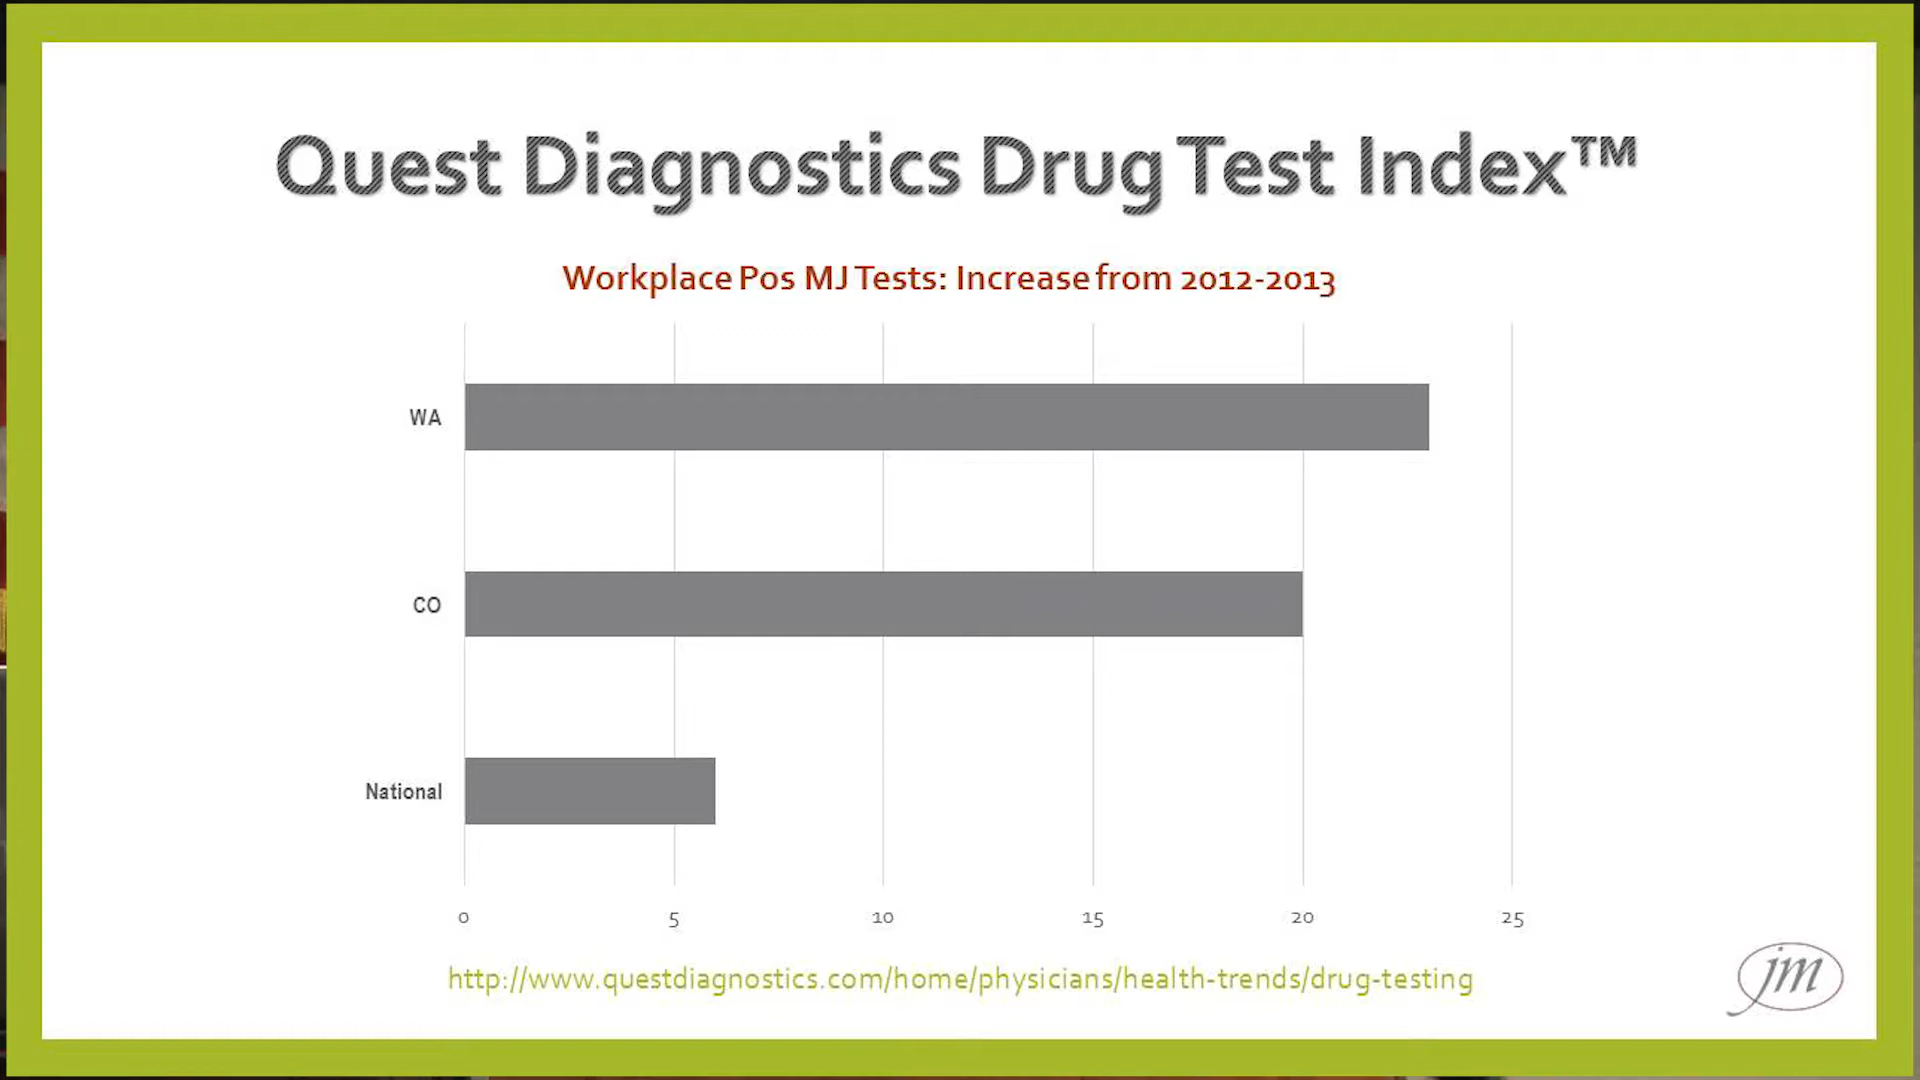 Quest Diagnostics Drug Test Index™
Workplace Pos MJ Tests: Increase from 2012-2013
WA
CO
National
0 5 10 15 20 25
http://www.questdiagnostics.com/home/physicians/health-trends/drug-testing
jm